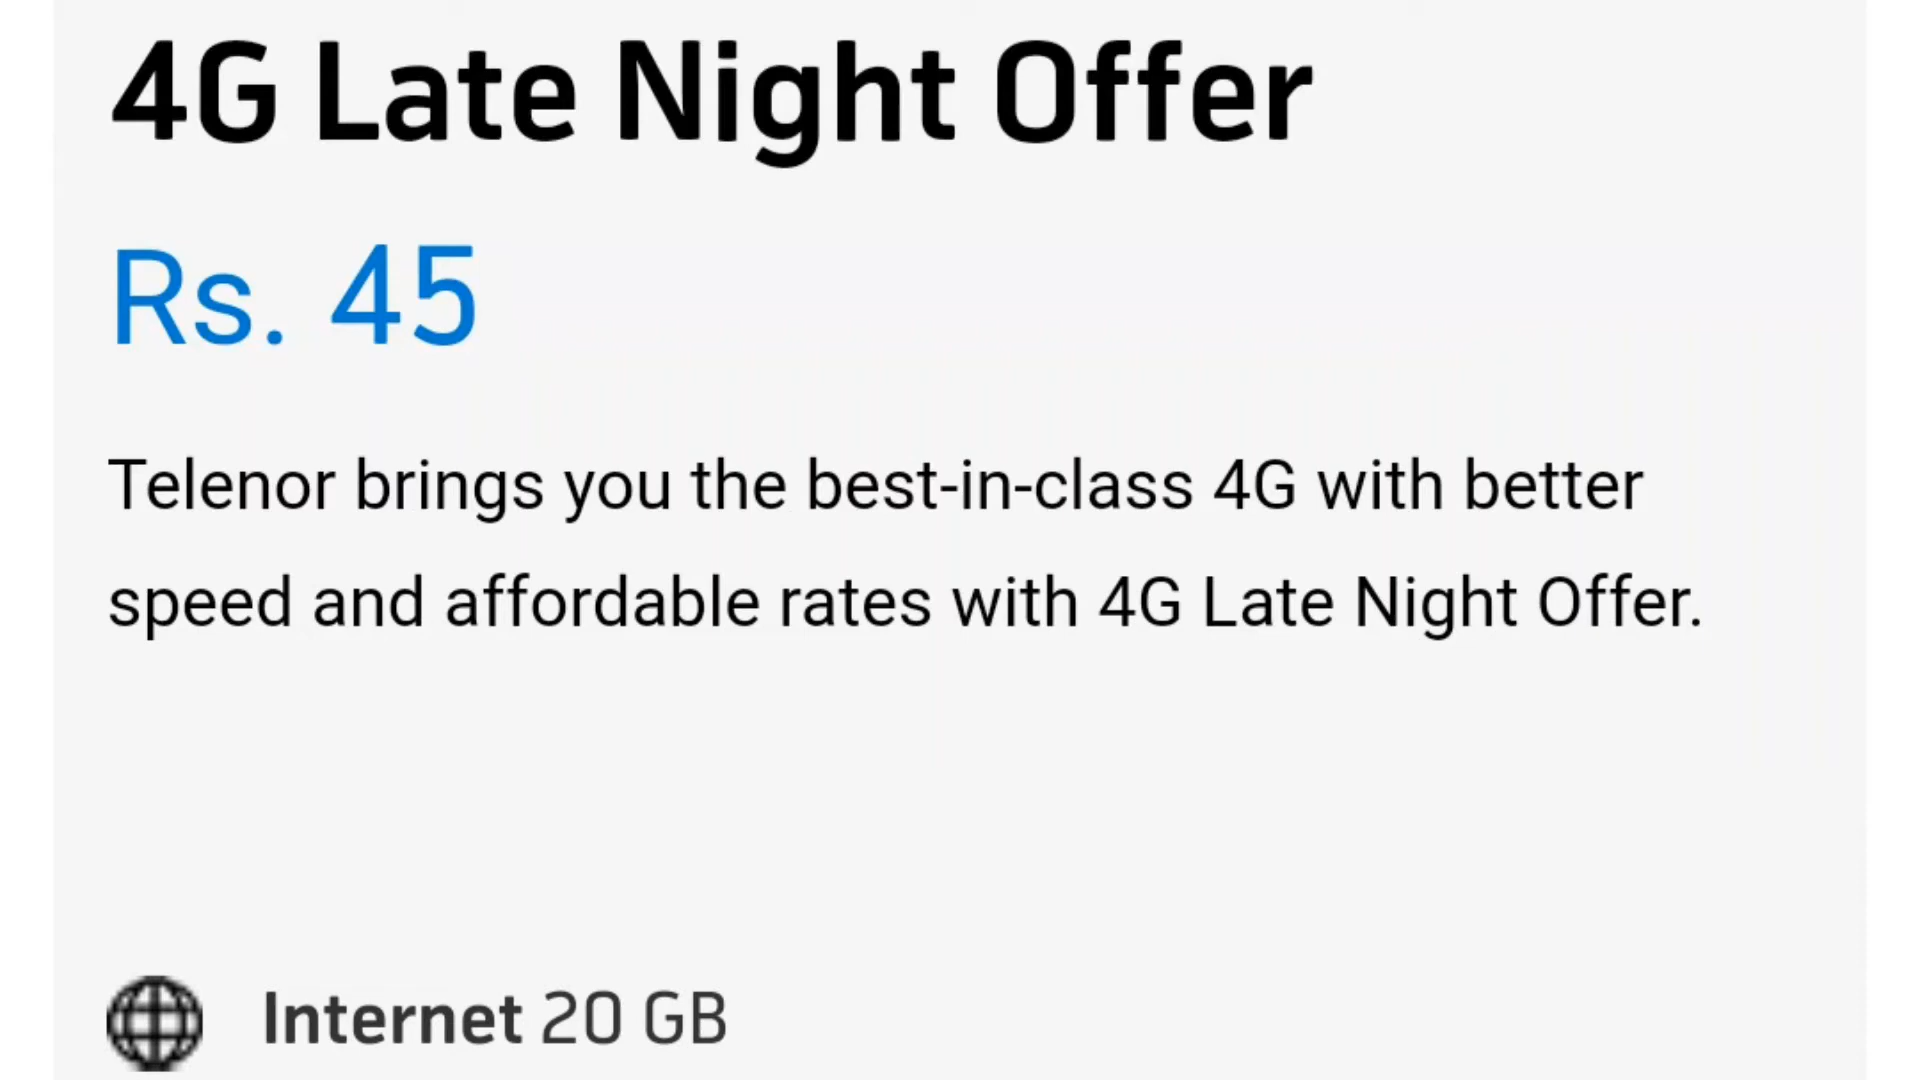 4G Late Night Offer
Rs. 45
Telenor brings you the best-in-class 4G with better
speed and affordable rates with 4G Late Night Offer.
Internet 20 GB